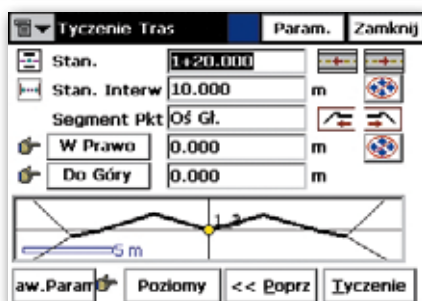 Tyczenie Tras Param. Zamknij
Stan. 1+20.000
Stan. Interw 10.000 m
Segment Pkt Oś Gł.
W Prawo 0.000 m
Do Góry 0.000 m
5 m
aw.Param Poziomy << Poprz Tyczenie